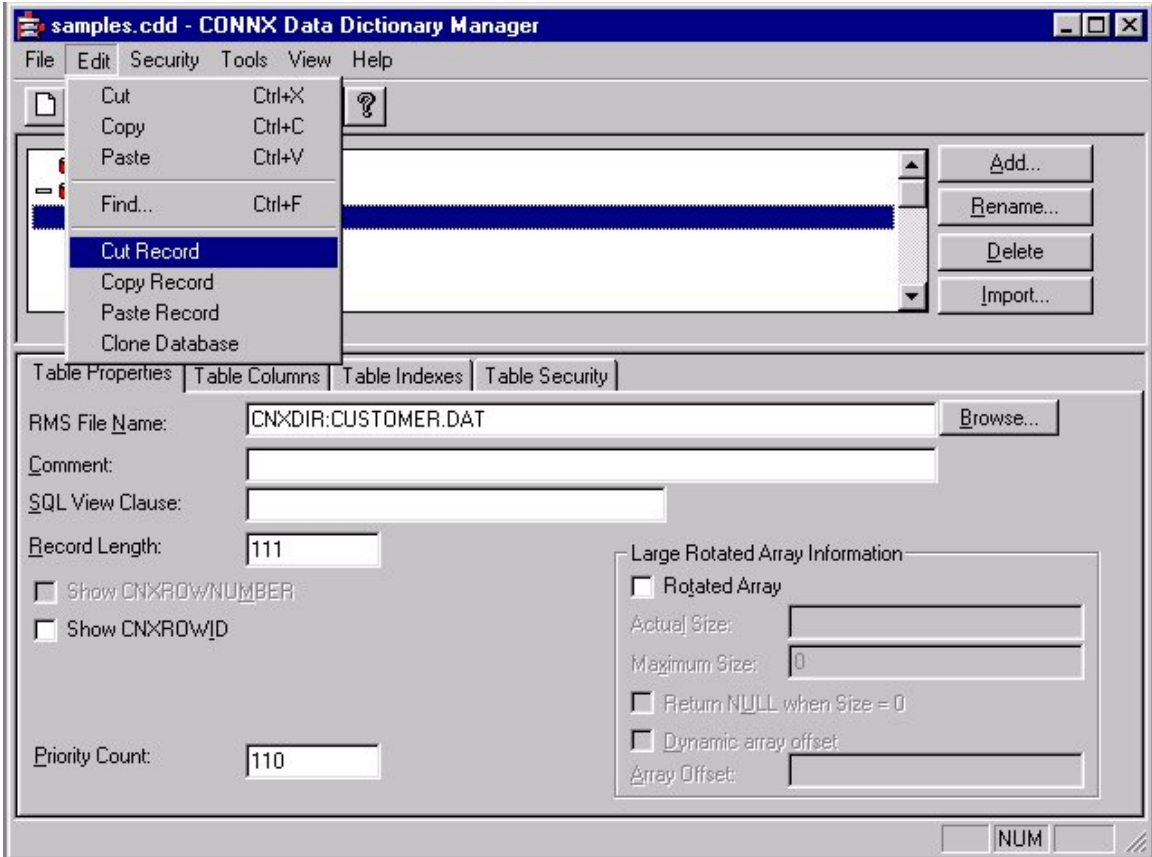 samples.cdd - CONNX Data Dictionary Manager
File Edit Security Tools View Help
Cut Ctrl+X
Copy Ctrl+C
Paste Ctrl+V
Find... Ctrl+F
Cut Record
Copy Record
Paste Record
Clone Database
?
Add...
Rename...
Delete
Import...
Table Properties Table Columns Table Indexes Table Security
RMS File Name: CNXDIR:CUSTOMER.DAT Browse...
Comment:
SQL View Clause:
Record Length: 111
Show CNXROWNUMBER
Show CNXROWID
Priority Count: 110
Large Rotated Array Information
Rotated Array
Actual Size:
Maximum Size: 0
Return NULL when Size = 0
Dynamic array offset
Array Offset:
NUM